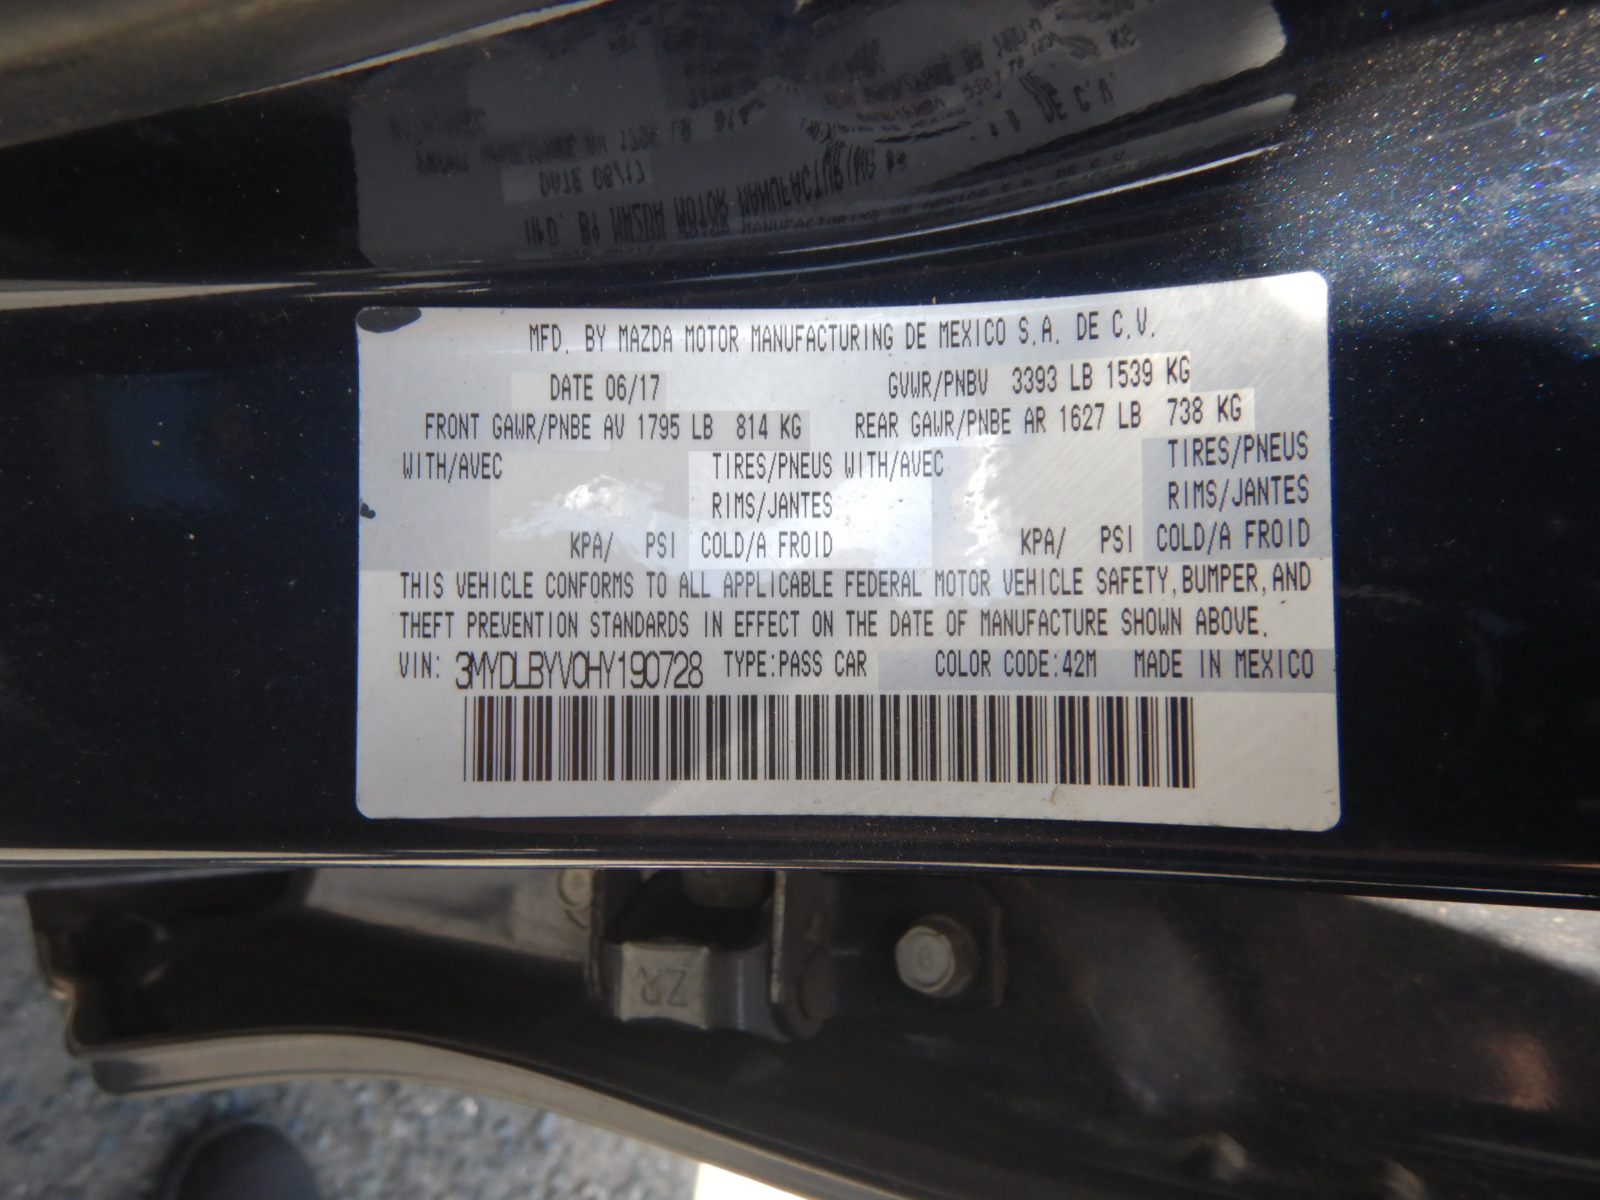 MFD. BY MAZDA MOTOR MANUFACTURING DE MEXICO S.A. DE C.V.
DATE 06/17 GVWR/PNBV 3393 LB 1539 KG
FRONT GAWR/PNBE AV 1795 LB 814 KG REAR GAWR/PNBE AR 1627 LB 738 KG
WITH/AVEC TIRES/PNEUS WITH/AVEC TIRES/PNEUS
RIMS/JANTES RIMS/JANTES
KPA/ PSI COLD/A FROID KPA/ PSI COLD/A FROID
THIS VEHICLE CONFORMS TO ALL APPLICABLE FEDERAL MOTOR VEHICLE SAFETY, BUMPER, AND
THEFT PREVENTION STANDARDS IN EFFECT ON THE DATE OF MANUFACTURE SHOWN ABOVE.
VIN: 3MYDLBYV0HY190728 TYPE:PASS CAR COLOR CODE:42M MADE IN MEXICO